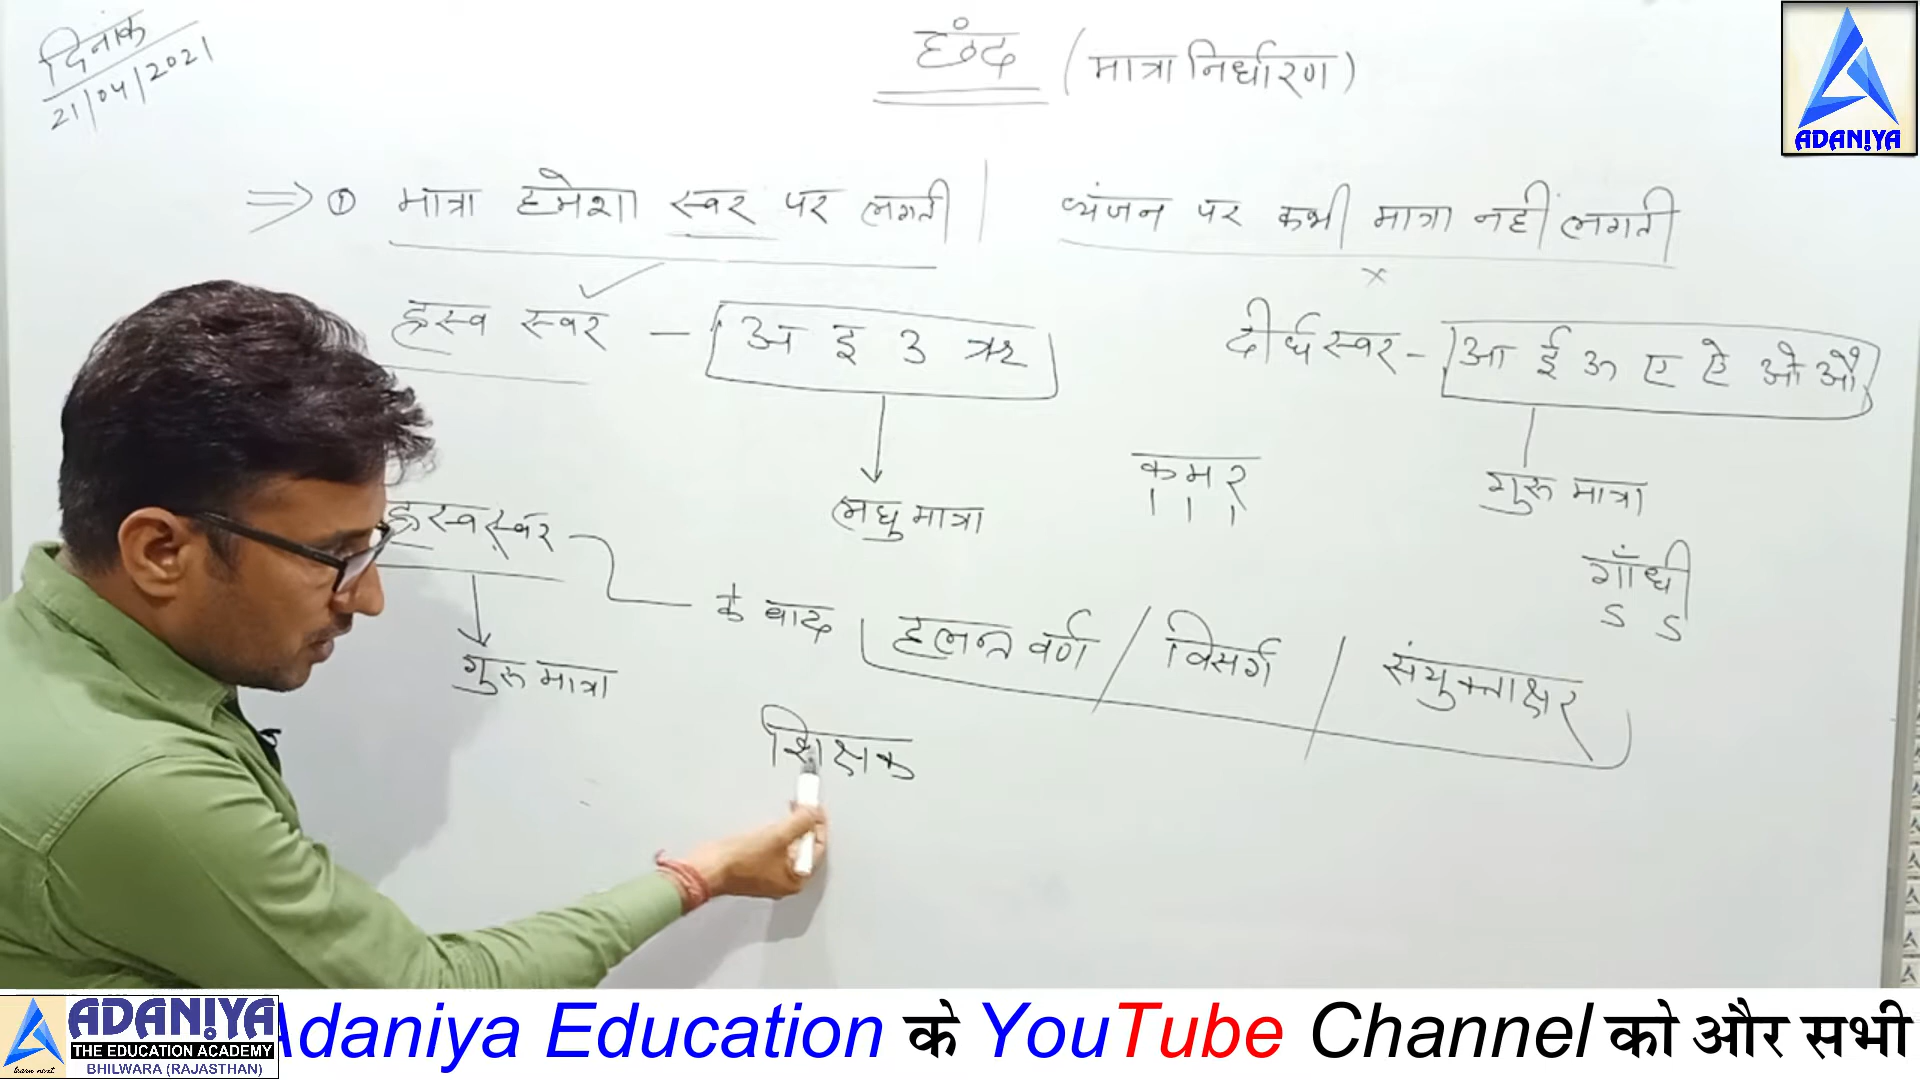 दिनांक
21/04/2021
छंद (मात्रा निर्धारण)
ADANIYA
⇒ ① मात्रा हमेशा स्वर पर लगती | व्यंजन पर कभी मात्रा नहीं लगती
ह्रस्व स्वर – अ इ उ ऋ
दीर्घ स्वर – आ ई ऊ ए ऐ ओ औ
लघु मात्रा
कमर
। । ।
गुरू मात्रा
गाँधी
S S
ह्रस्व स्वर
के बाद हलन्त वर्ण / विसर्ग / संयुक्ताक्षर
गुरू मात्रा
शिक्षक
ADANIYA
THE EDUCATION ACADEMY
learn next
BHILWARA (RAJASTHAN)
Adaniya Education के YouTube Channel को और सभी